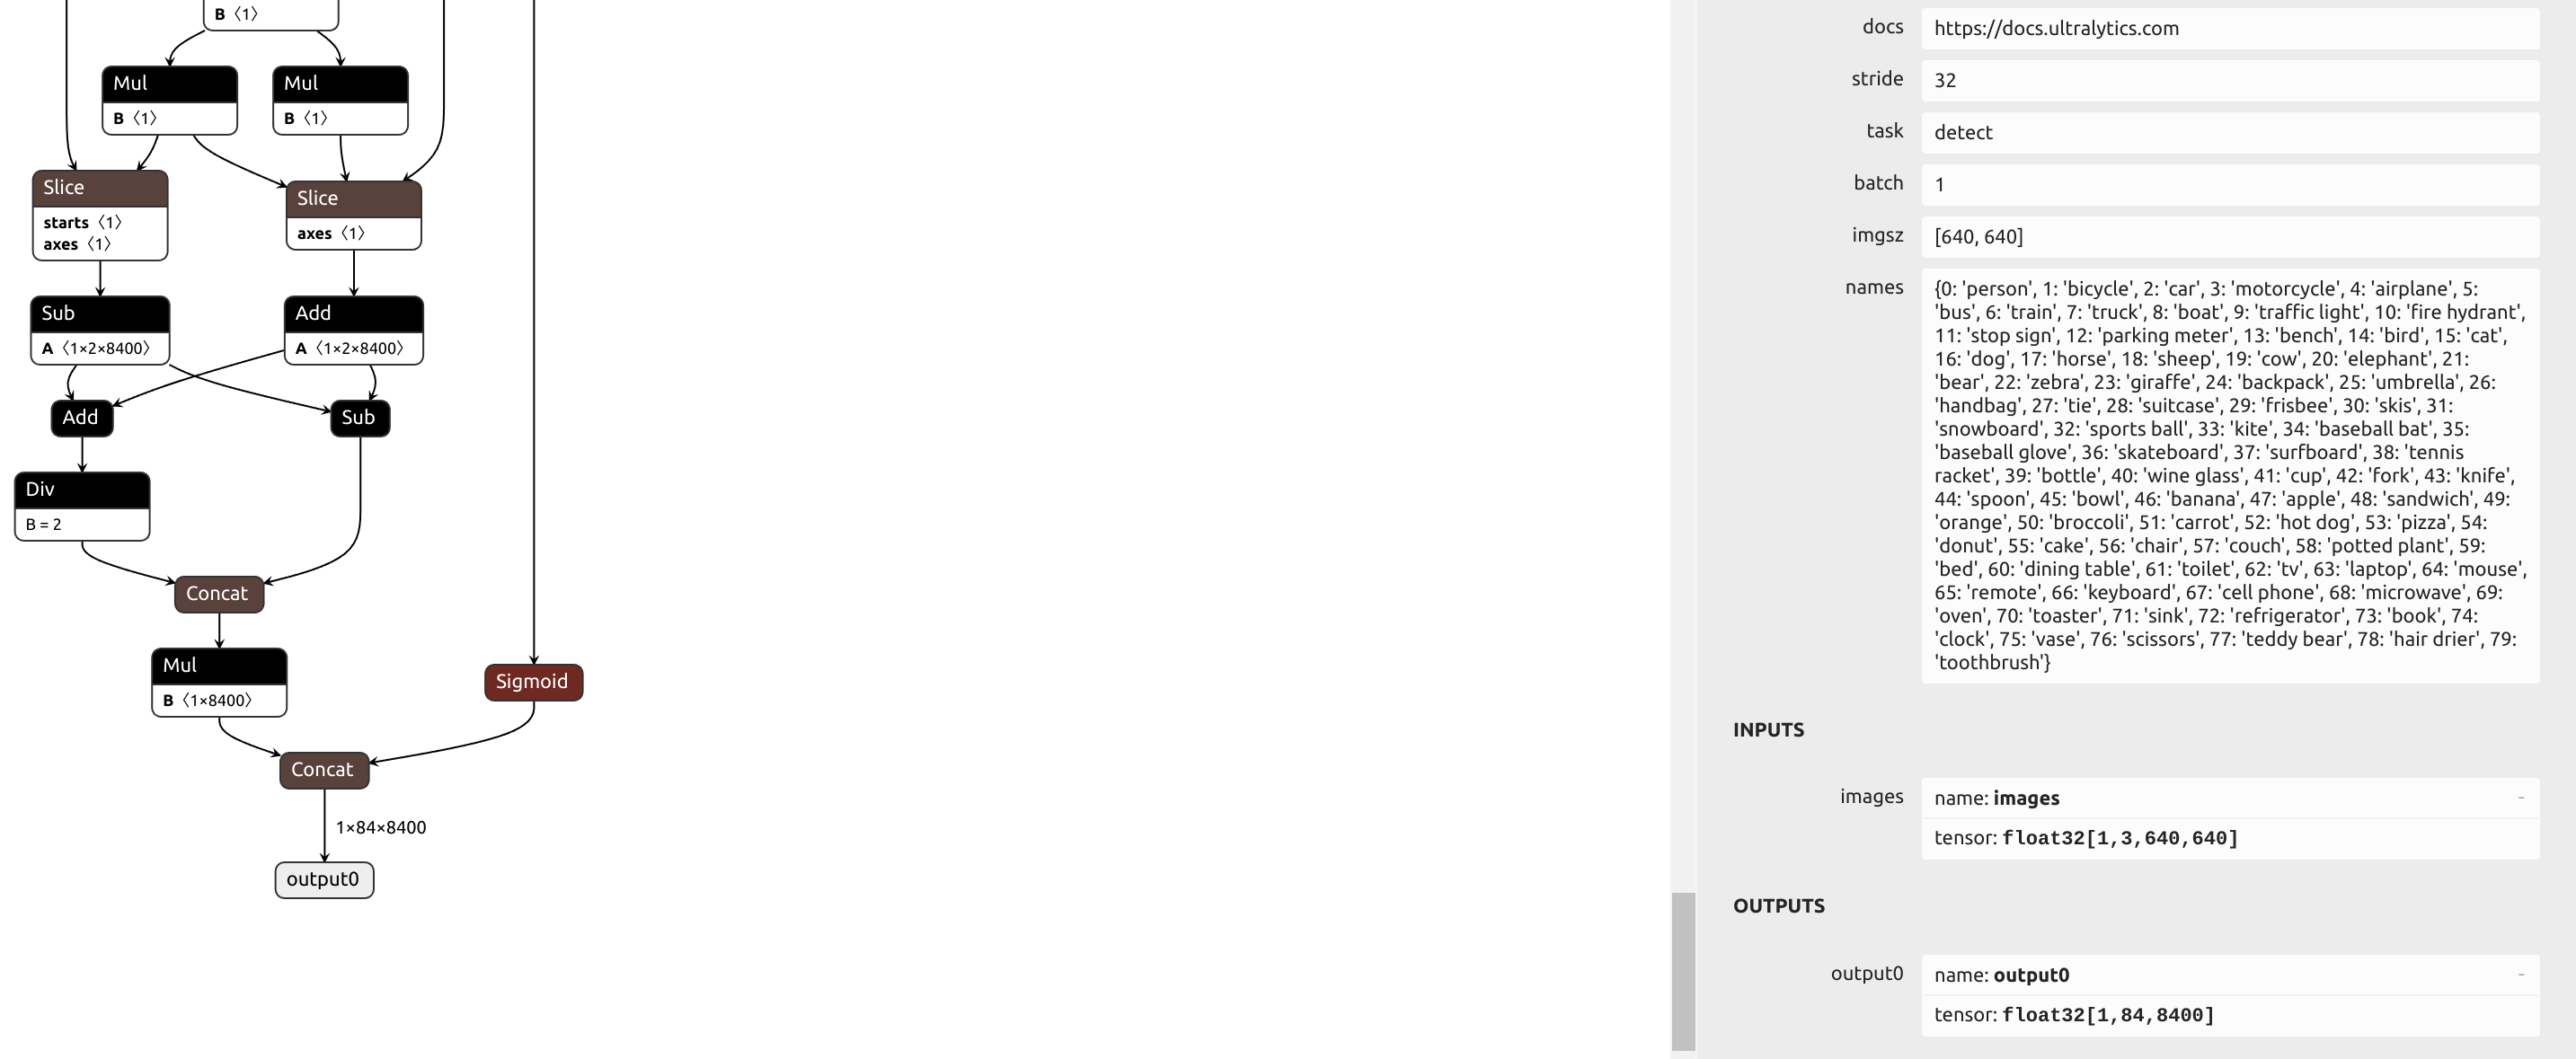 B ⟨1⟩
Mul
B ⟨1⟩
Mul
B ⟨1⟩
Slice
starts ⟨1⟩
axes ⟨1⟩
Slice
axes ⟨1⟩
Sub
A ⟨1×2×8400⟩
Add
A ⟨1×2×8400⟩
Add
Sub
Div
B = 2
Concat
Mul
B ⟨1×8400⟩
Sigmoid
Concat
1×84×8400
output0
docs
https://docs.ultralytics.com
stride
32
task
detect
batch
1
imgsz
[640, 640]
names
{0: 'person', 1: 'bicycle', 2: 'car', 3: 'motorcycle', 4: 'airplane', 5:
'bus', 6: 'train', 7: 'truck', 8: 'boat', 9: 'traffic light', 10: 'fire hydrant',
11: 'stop sign', 12: 'parking meter', 13: 'bench', 14: 'bird', 15: 'cat',
16: 'dog', 17: 'horse', 18: 'sheep', 19: 'cow', 20: 'elephant', 21:
'bear', 22: 'zebra', 23: 'giraffe', 24: 'backpack', 25: 'umbrella', 26:
'handbag', 27: 'tie', 28: 'suitcase', 29: 'frisbee', 30: 'skis', 31:
'snowboard', 32: 'sports ball', 33: 'kite', 34: 'baseball bat', 35:
'baseball glove', 36: 'skateboard', 37: 'surfboard', 38: 'tennis
racket', 39: 'bottle', 40: 'wine glass', 41: 'cup', 42: 'fork', 43: 'knife',
44: 'spoon', 45: 'bowl', 46: 'banana', 47: 'apple', 48: 'sandwich', 49:
'orange', 50: 'broccoli', 51: 'carrot', 52: 'hot dog', 53: 'pizza', 54:
'donut', 55: 'cake', 56: 'chair', 57: 'couch', 58: 'potted plant', 59:
'bed', 60: 'dining table', 61: 'toilet', 62: 'tv', 63: 'laptop', 64: 'mouse',
65: 'remote', 66: 'keyboard', 67: 'cell phone', 68: 'microwave', 69:
'oven', 70: 'toaster', 71: 'sink', 72: 'refrigerator', 73: 'book', 74:
'clock', 75: 'vase', 76: 'scissors', 77: 'teddy bear', 78: 'hair drier', 79:
'toothbrush'}
INPUTS
images
name: images -
tensor: float32[1,3,640,640]
OUTPUTS
output0
name: output0 -
tensor: float32[1,84,8400]